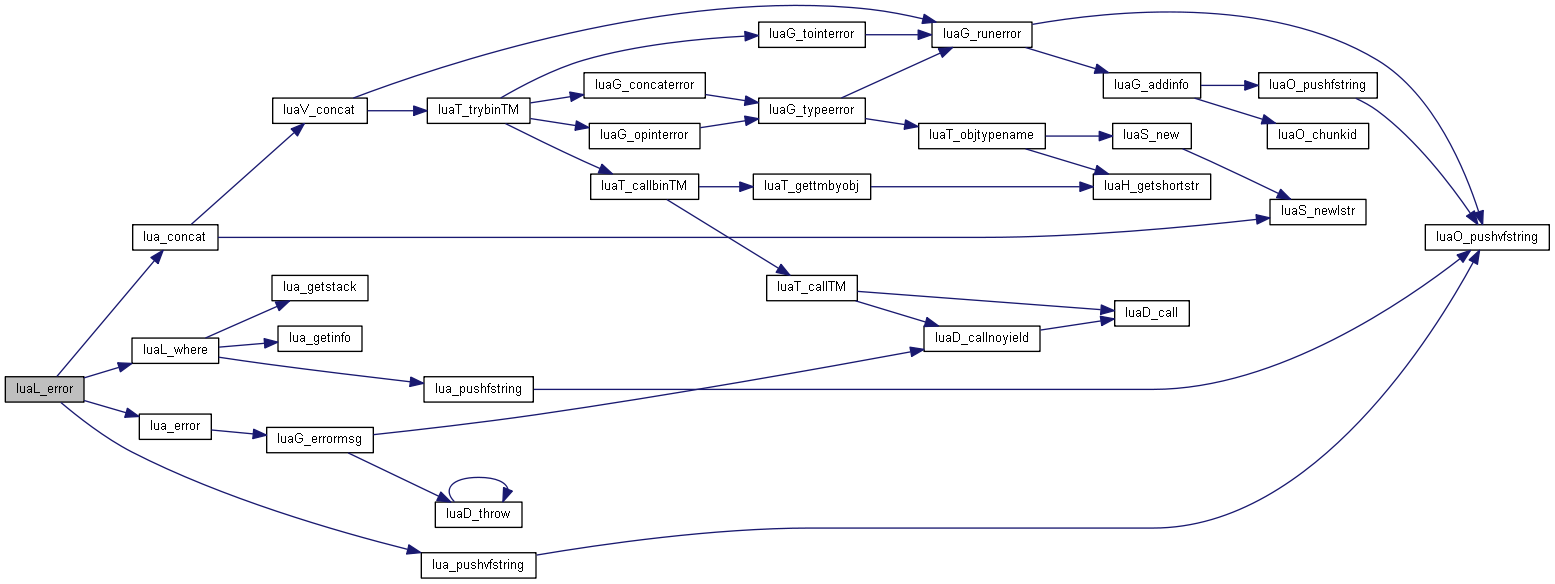 luaG_tointerror
luaG_runerror
luaG_concaterror
luaG_addinfo
luaO_pushfstring
luaV_concat
luaT_trybinTM
luaG_typeerror
luaG_opinterror
luaT_objtypename
luaS_new
luaO_chunkid
luaT_callbinTM
luaT_gettmbyobj
luaH_getshortstr
luaS_newlstr
lua_concat
luaO_pushvfstring
lua_getstack
luaT_callTM
luaD_call
lua_getinfo
luaD_callnoyield
luaL_where
luaL_error
lua_pushfstring
lua_error
luaG_errormsg
luaD_throw
lua_pushvfstring